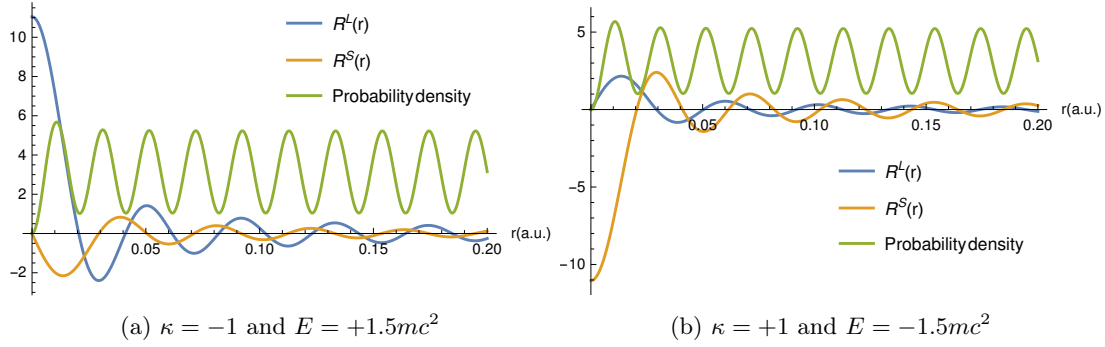 10
8
6
4
2
−2
0.05
0.10
0.15
0.20
r(a.u.)
R^L(r)
R^S(r)
Probability density
(a) κ = −1 and E = +1.5mc²
5
−5
−10
0.05
0.10
0.15
0.20
r(a.u.)
R^L(r)
R^S(r)
Probability density
(b) κ = +1 and E = −1.5mc²